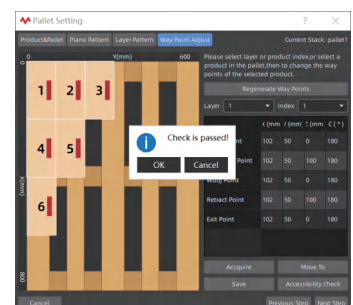 Pallet Setting ? ×
Product&Pallet Plane Pattern Layer Pattern Way Point Adjust Current Stack: pallet1
0 Y(mm) 600
Please select layer or product index,or select a
product in the pallet,then to change the way
points of the selected product.
Regenerate Way Points
Layer 1 Index 1
1 2 3
Check is passed!
OK Cancel
102 50 0 180
Point 102 50 100 180
4 5
Point 102 50 0 180
X(mm)
6
Retract Point 102 50 100 180
Exit Point 102 50 0 180
800
Accquire Move To
Save Accessibility Check
Cancel Previous Step Next Step